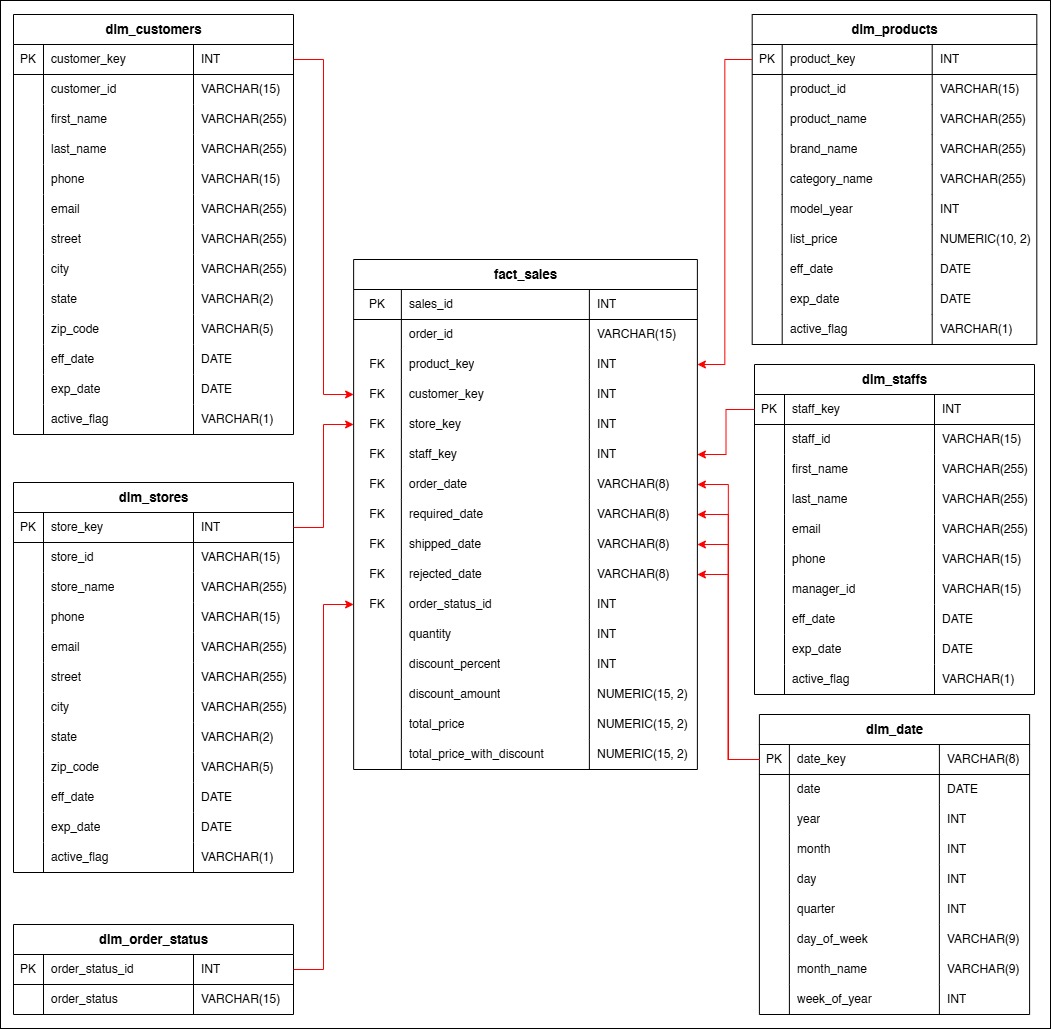 dim_customers
PK customer_key INT
customer_id VARCHAR(15)
first_name VARCHAR(255)
last_name VARCHAR(255)
phone VARCHAR(15)
email VARCHAR(255)
street VARCHAR(255)
city VARCHAR(255)
state VARCHAR(2)
zip_code VARCHAR(5)
eff_date DATE
exp_date DATE
active_flag VARCHAR(1)
dim_stores
PK store_key INT
store_id VARCHAR(15)
store_name VARCHAR(255)
phone VARCHAR(15)
email VARCHAR(255)
street VARCHAR(255)
city VARCHAR(255)
state VARCHAR(2)
zip_code VARCHAR(5)
eff_date DATE
exp_date DATE
active_flag VARCHAR(1)
dim_order_status
PK order_status_id INT
order_status VARCHAR(15)
fact_sales
PK sales_id INT
order_id VARCHAR(15)
FK product_key INT
FK customer_key INT
FK store_key INT
FK staff_key INT
FK order_date VARCHAR(8)
FK required_date VARCHAR(8)
FK shipped_date VARCHAR(8)
FK rejected_date VARCHAR(8)
FK order_status_id INT
quantity INT
discount_percent INT
discount_amount NUMERIC(15, 2)
total_price NUMERIC(15, 2)
total_price_with_discount NUMERIC(15, 2)
dim_products
PK product_key INT
product_id VARCHAR(15)
product_name VARCHAR(255)
brand_name VARCHAR(255)
category_name VARCHAR(255)
model_year INT
list_price NUMERIC(10, 2)
eff_date DATE
exp_date DATE
active_flag VARCHAR(1)
dim_staffs
PK staff_key INT
staff_id VARCHAR(15)
first_name VARCHAR(255)
last_name VARCHAR(255)
email VARCHAR(255)
phone VARCHAR(15)
manager_id VARCHAR(15)
eff_date DATE
exp_date DATE
active_flag VARCHAR(1)
dim_date
PK date_key VARCHAR(8)
date DATE
year INT
month INT
day INT
quarter INT
day_of_week VARCHAR(9)
month_name VARCHAR(9)
week_of_year INT